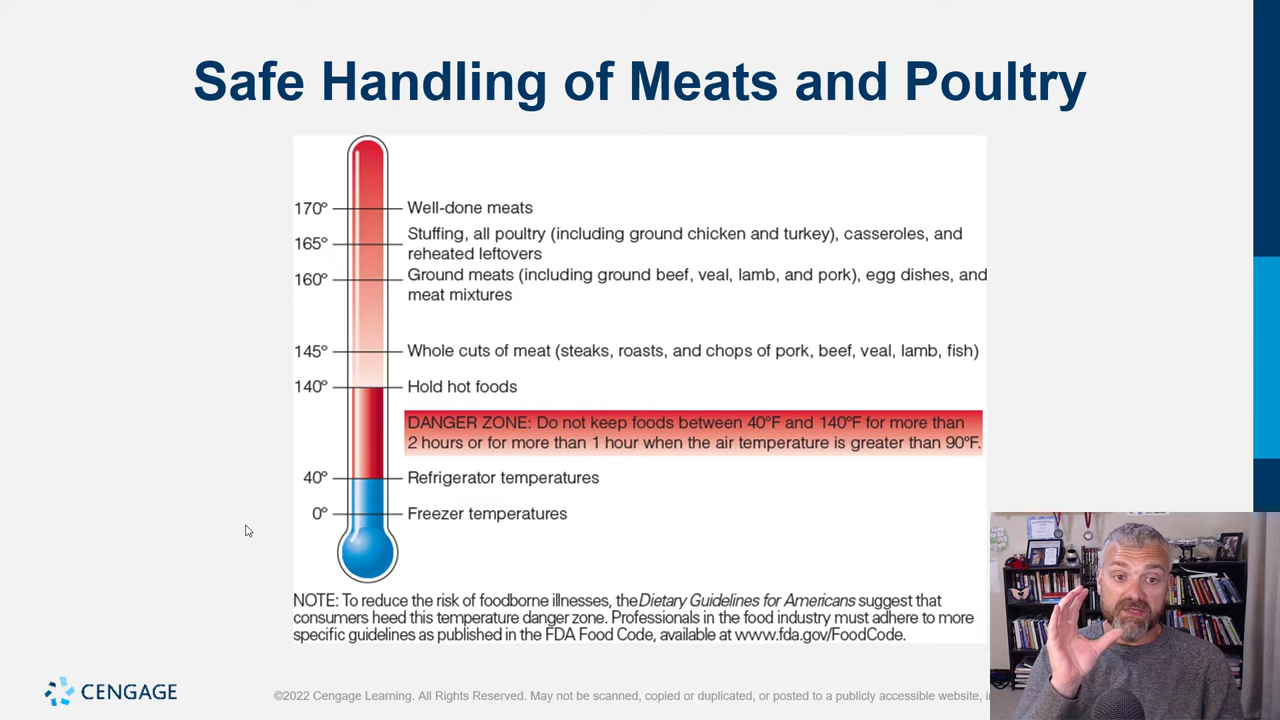 Safe Handling of Meats and Poultry
170° Well-done meats
165° Stuffing, all poultry (including ground chicken and turkey), casseroles, and
reheated leftovers
160° Ground meats (including ground beef, veal, lamb, and pork), egg dishes, and
meat mixtures
145° Whole cuts of meat (steaks, roasts, and chops of pork, beef, veal, lamb, fish)
140° Hold hot foods
DANGER ZONE: Do not keep foods between 40°F and 140°F for more than
2 hours or for more than 1 hour when the air temperature is greater than 90°F.
40° Refrigerator temperatures
0° Freezer temperatures
NOTE: To reduce the risk of foodborne illnesses, the Dietary Guidelines for Americans suggest that
consumers heed this temperature danger zone. Professionals in the food industry must adhere to more
specific guidelines as published in the FDA Food Code, available at www.fda.gov/FoodCode.
CENGAGE
©2022 Cengage Learning. All Rights Reserved. May not be scanned, copied or duplicated, or posted to a publicly accessible website,